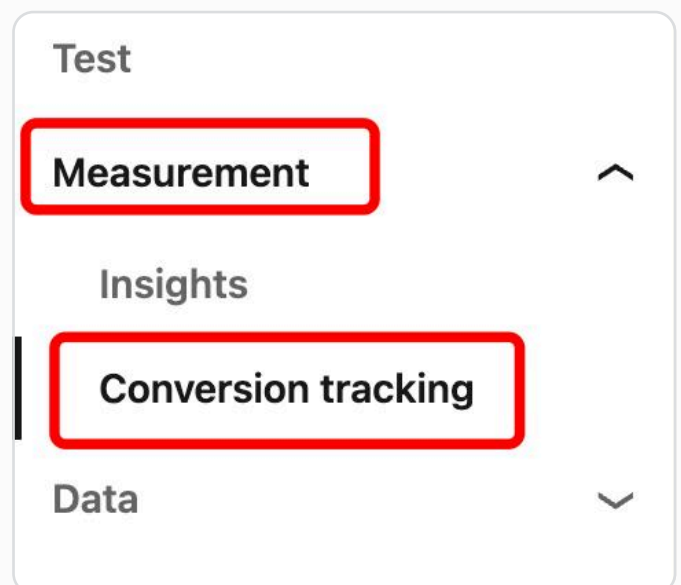 Test
Measurement
Insights
Conversion tracking
Data